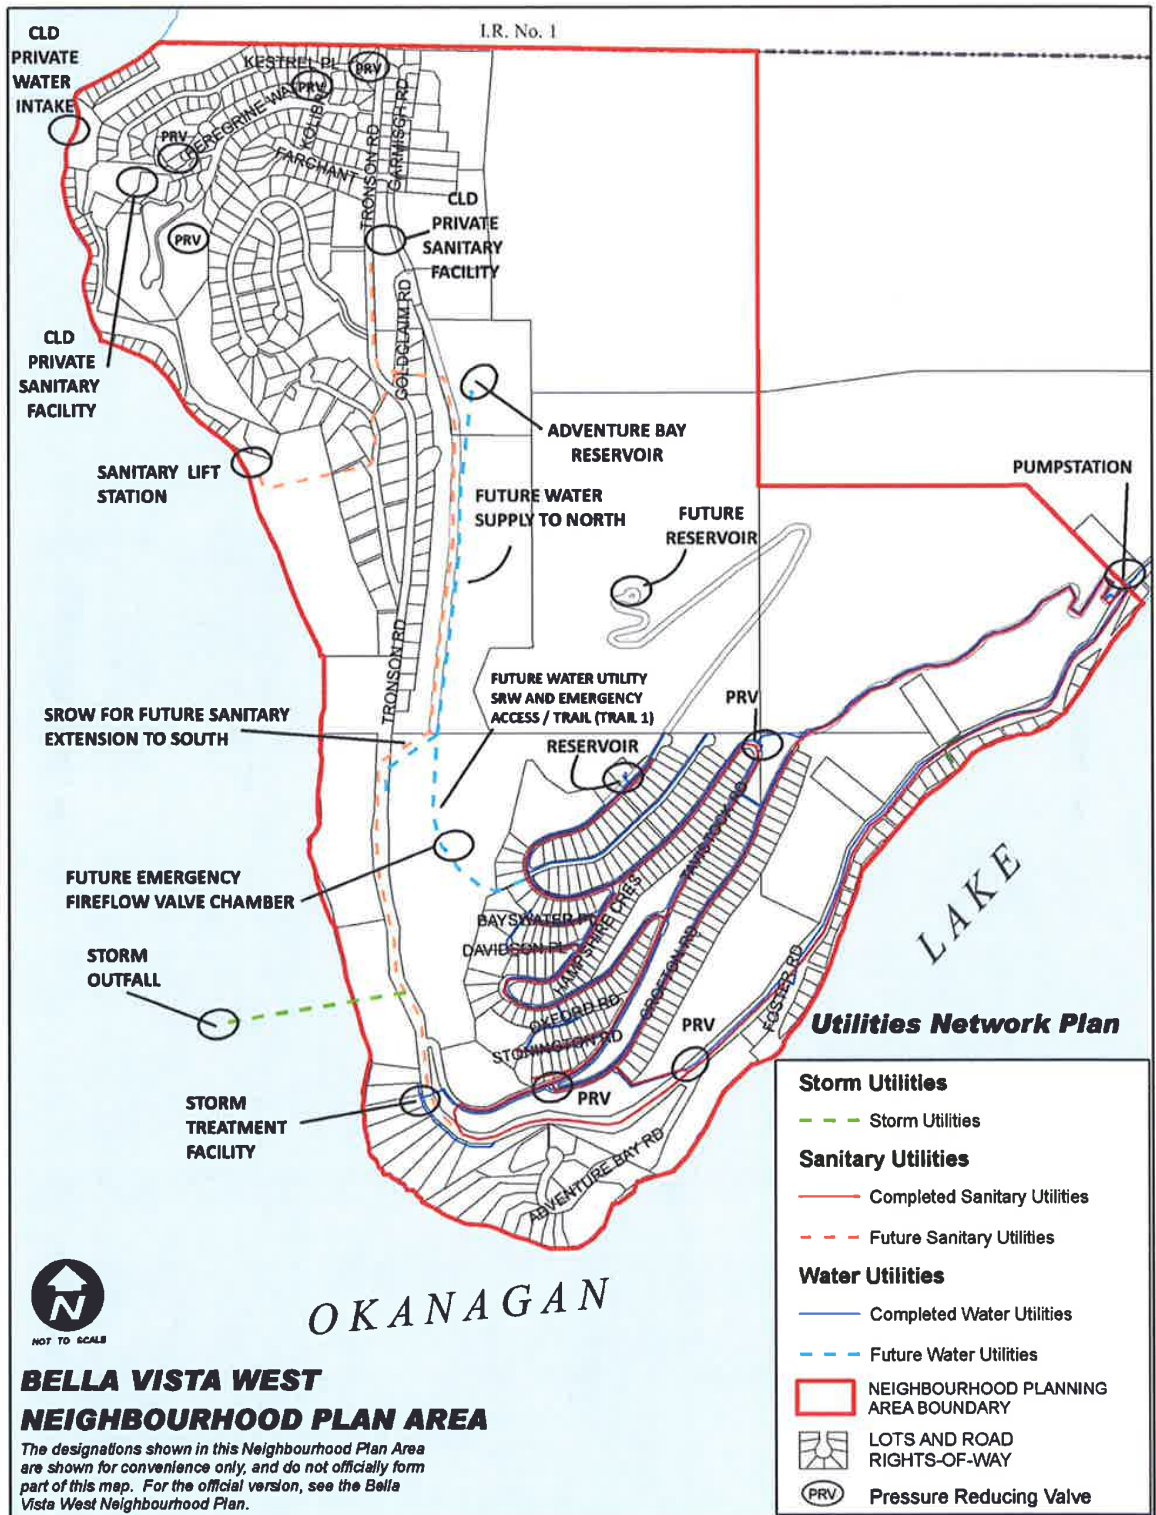 I.R. No. 1
CLD
PRIVATE
WATER
INTAKE
KESTREL PL
PRV
PRV
PEREGRINE WAY
KOLIBRI
PRV
FARCHANT
TRONSON RD
GARMISCH RD
CLD
PRIVATE
SANITARY
FACILITY
PRV
GOLDCLAIM RD
CLD
PRIVATE
SANITARY
FACILITY
ADVENTURE BAY
RESERVOIR
SANITARY LIFT
STATION
PUMPSTATION
FUTURE WATER
SUPPLY TO NORTH
FUTURE
RESERVOIR
TRONSON RD
FUTURE WATER UTILITY
SRW AND EMERGENCY
ACCESS / TRAIL (TRAIL 1)
PRV
SROW FOR FUTURE SANITARY
EXTENSION TO SOUTH
RESERVOIR
TAVISTOCK RD
FUTURE EMERGENCY
FIREFLOW VALVE CHAMBER
BAYSWATER PL
DAVIDSON PL
HAMPSHIRE CRES
CROFTON RD
LAKE
STORM
OUTFALL
OXFORD RD
STONINGTON RD
FOSTER RD
PRV
PRV
STORM
TREATMENT
FACILITY
ADVENTURE BAY RD
OKANAGAN
N
NOT TO SCALE
BELLA VISTA WEST
NEIGHBOURHOOD PLAN AREA
The designations shown in this Neighbourhood Plan Area
are shown for convenience only, and do not officially form
part of this map. For the official version, see the Bella
Vista West Neighbourhood Plan.
Utilities Network Plan
Storm Utilities
Storm Utilities
Sanitary Utilities
Completed Sanitary Utilities
Future Sanitary Utilities
Water Utilities
Completed Water Utilities
Future Water Utilities
NEIGHBOURHOOD PLANNING
AREA BOUNDARY
LOTS AND ROAD
RIGHTS-OF-WAY
PRV
Pressure Reducing Valve